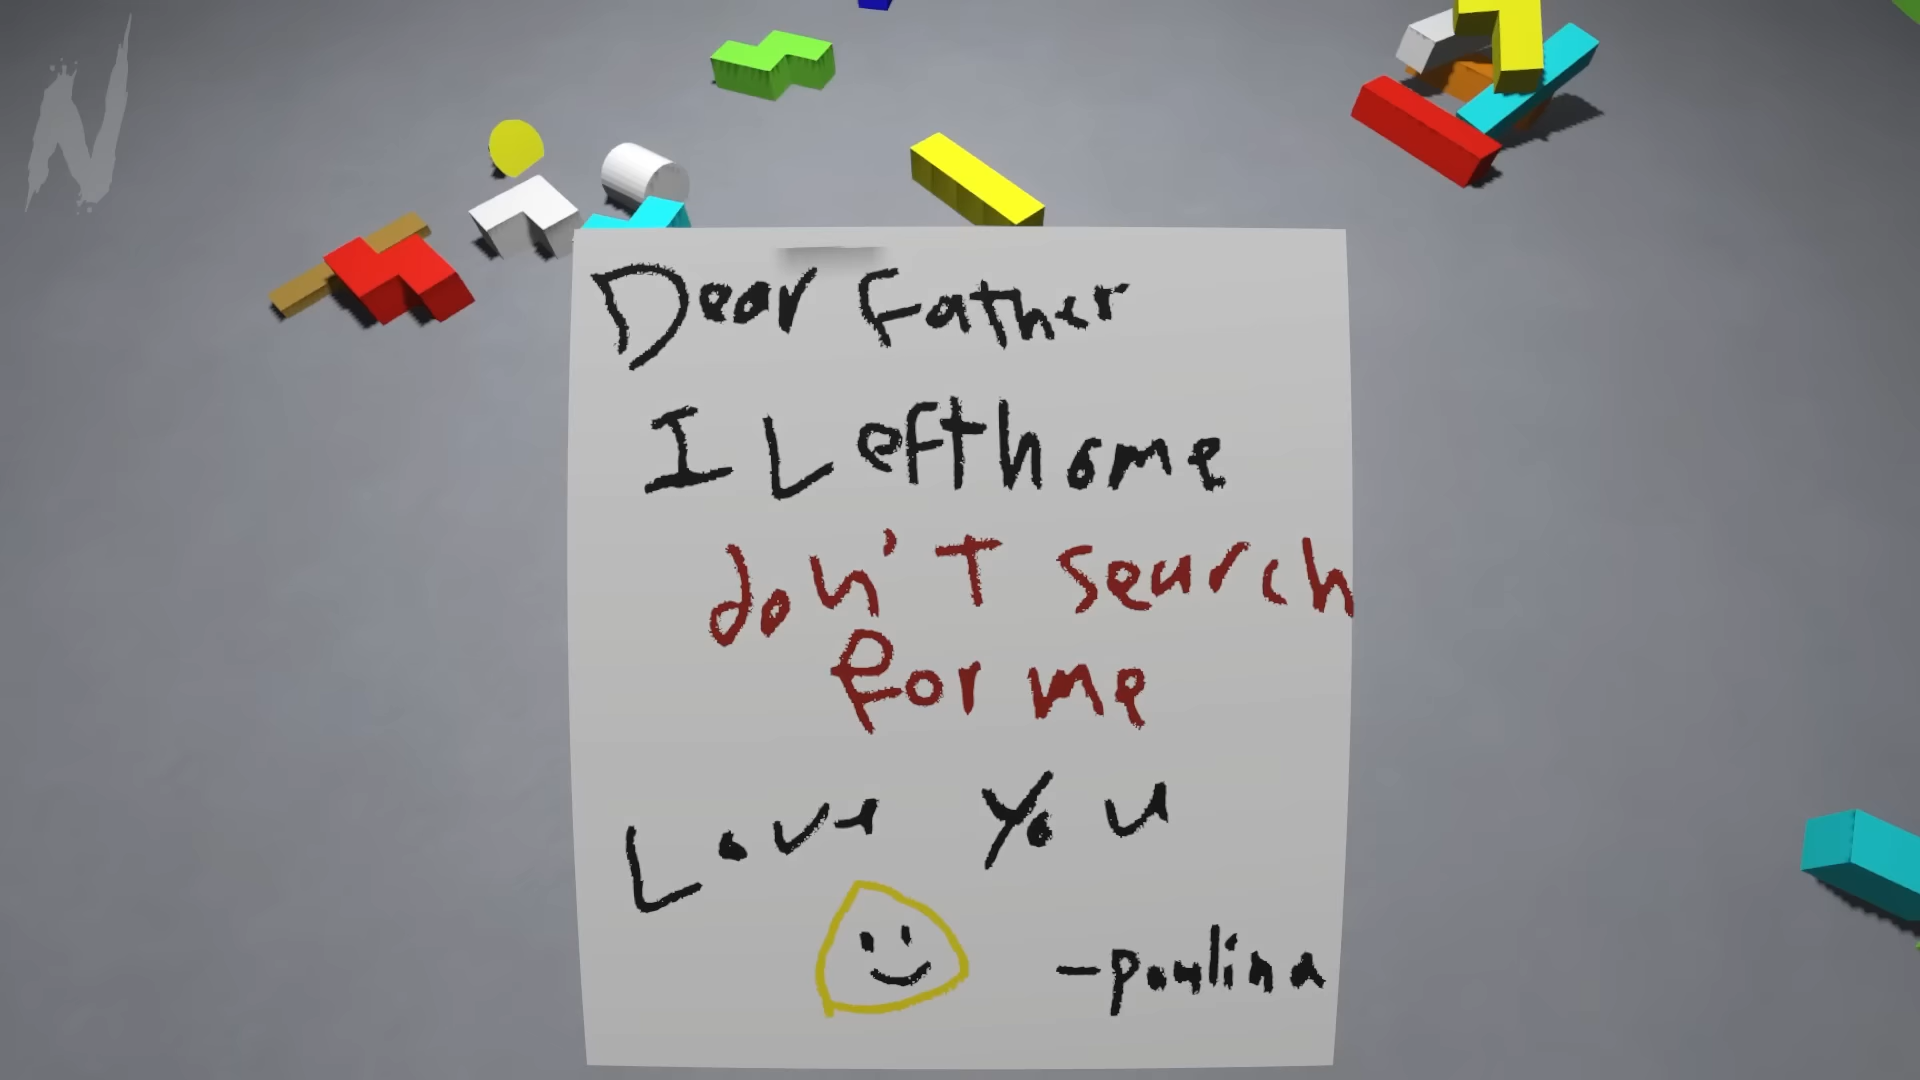 N
Dear Father
I Left home
don't search
for me
Love You
-paulina